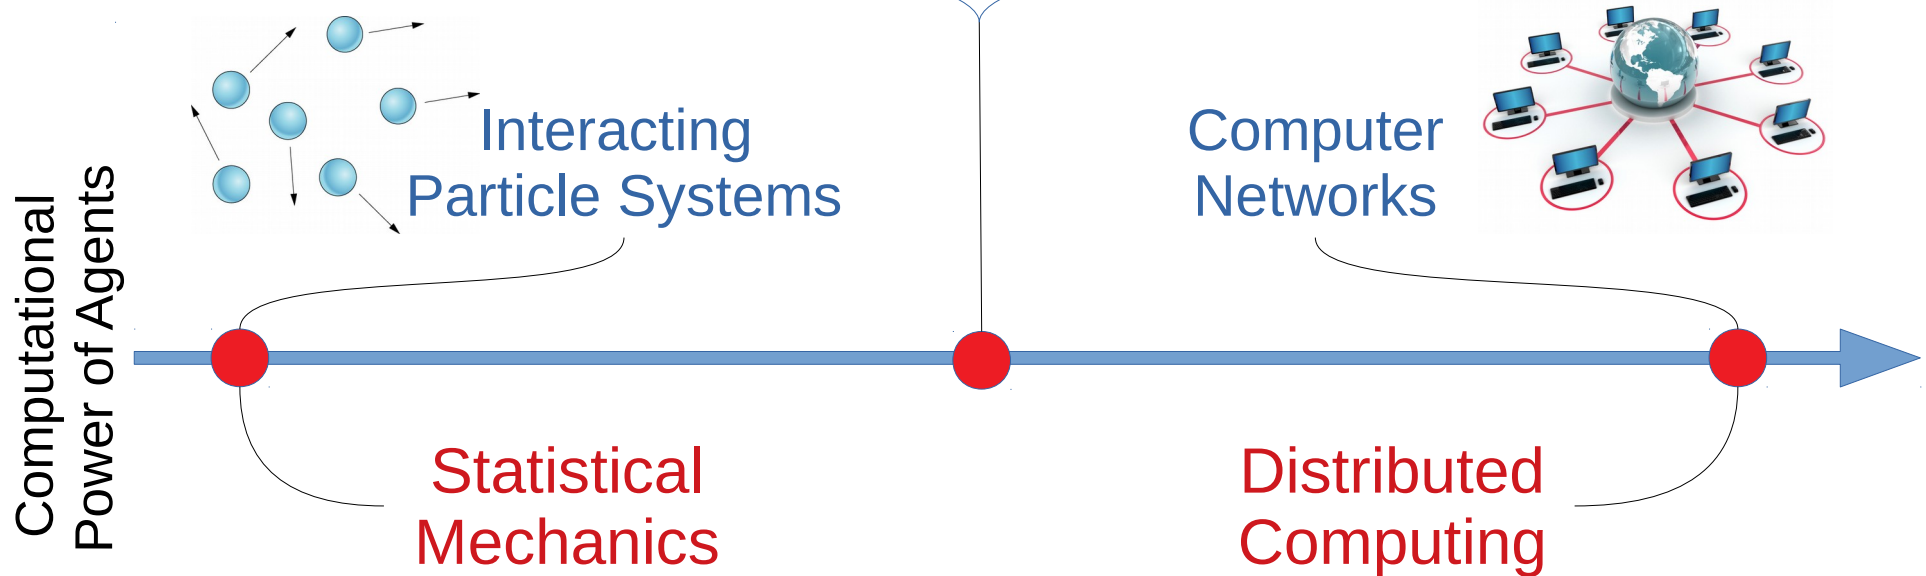 Computational
Power of Agents
Interacting
Particle Systems
Computer
Networks
Statistical
Mechanics
Distributed
Computing